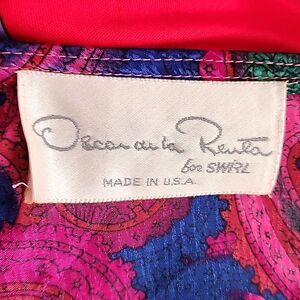 Oscar de la Renta
for SWIRL
MADE IN U.S.A.